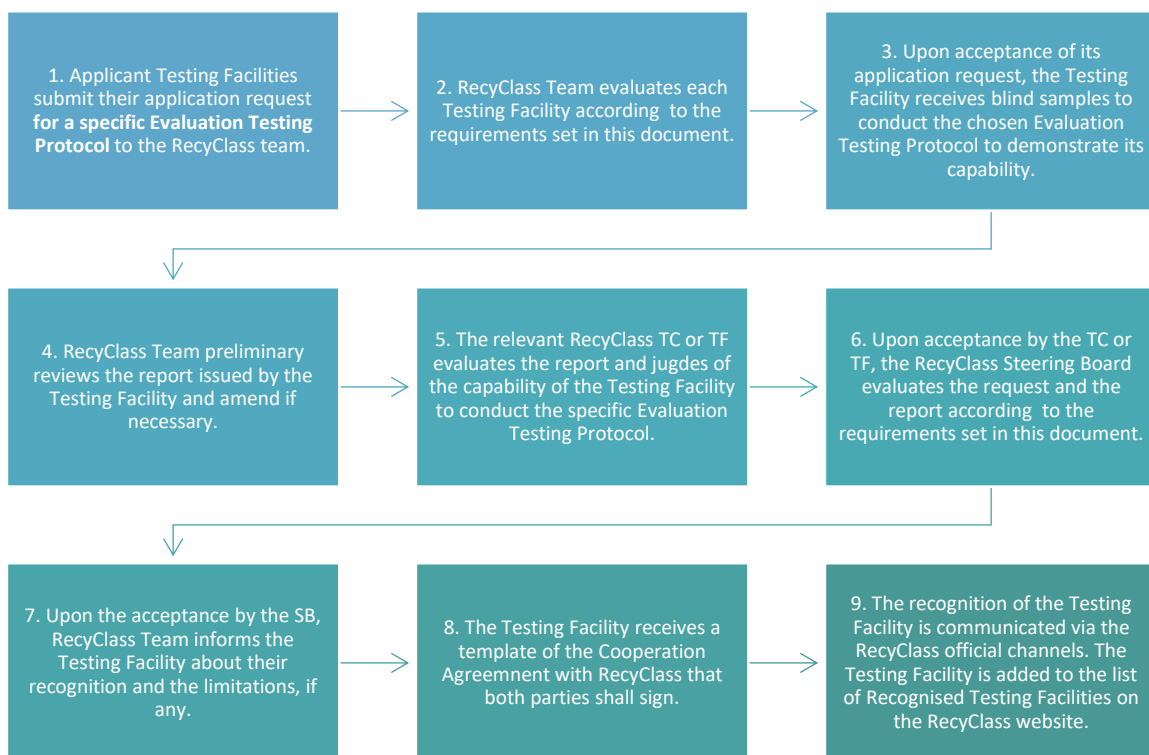 1. Applicant Testing Facilities
submit their application request
for a specific Evaluation Testing
Protocol to the RecyClass team.
2. RecyClass Team evaluates each
Testing Facility according  to the
requirements set in this document.
3. Upon acceptance of its
application request, the Testing
Facility receives blind samples to
conduct the chosen Evaluation
Testing Protocol to demonstrate its
capability.
4. RecyClass Team preliminary
reviews the report issued by the
Testing Facility and amend if
necessary.
5. The relevant RecyClass TC or TF
evaluates the report and jugdes of
the capability of the Testing Facility
to conduct the specific Evaluation
Testing Protocol.
6. Upon acceptance by the TC or
TF, the RecyClass Steering Board
evaluates the request and the
report according  to the
requirements set in this document.
7. Upon the acceptance by the SB,
RecyClass Team informs the
Testing Facility about their
recognition and the limitations, if
any.
8. The Testing Facility receives a
template of the Cooperation
Agreemnent with RecyClass that
both parties shall sign.
9. The recognition of the Testing
Facility is communicated via the
RecyClass official channels. The
Testing Facility is added to the list
of Recognised Testing Facilities on
the RecyClass website.